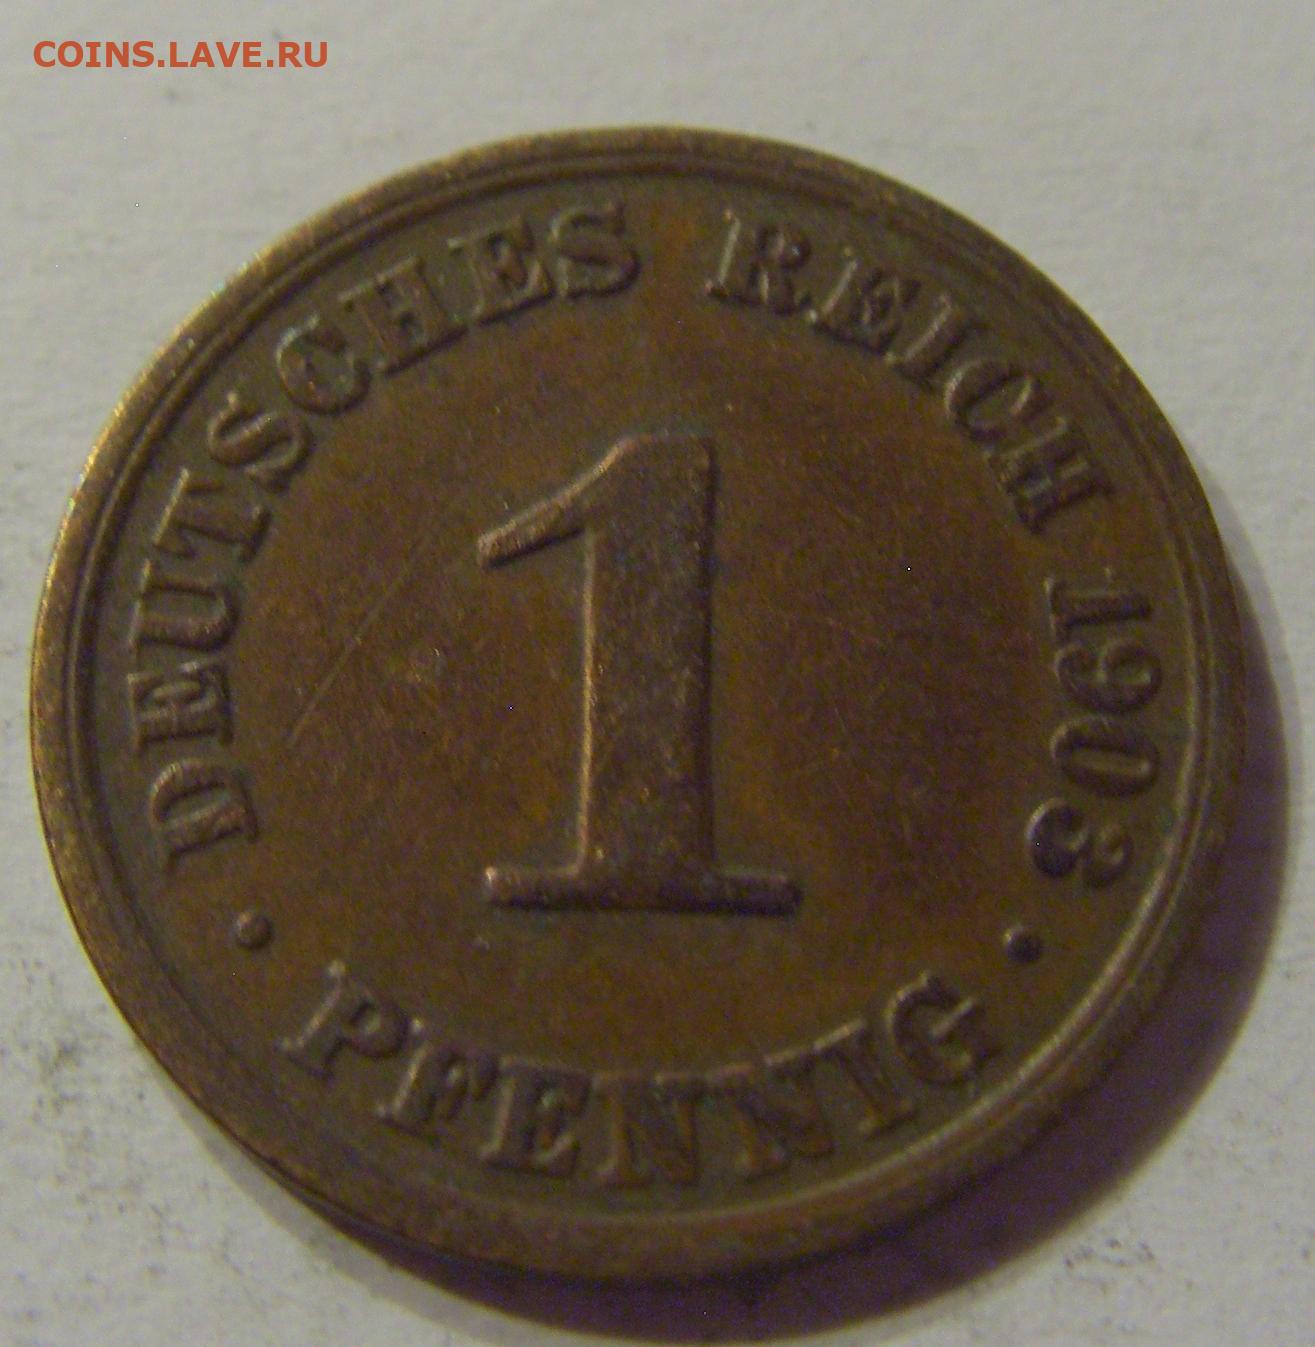 COINS.LAVE.RU
DEUTSCHES REICH 1903
1
• PFENNIG •